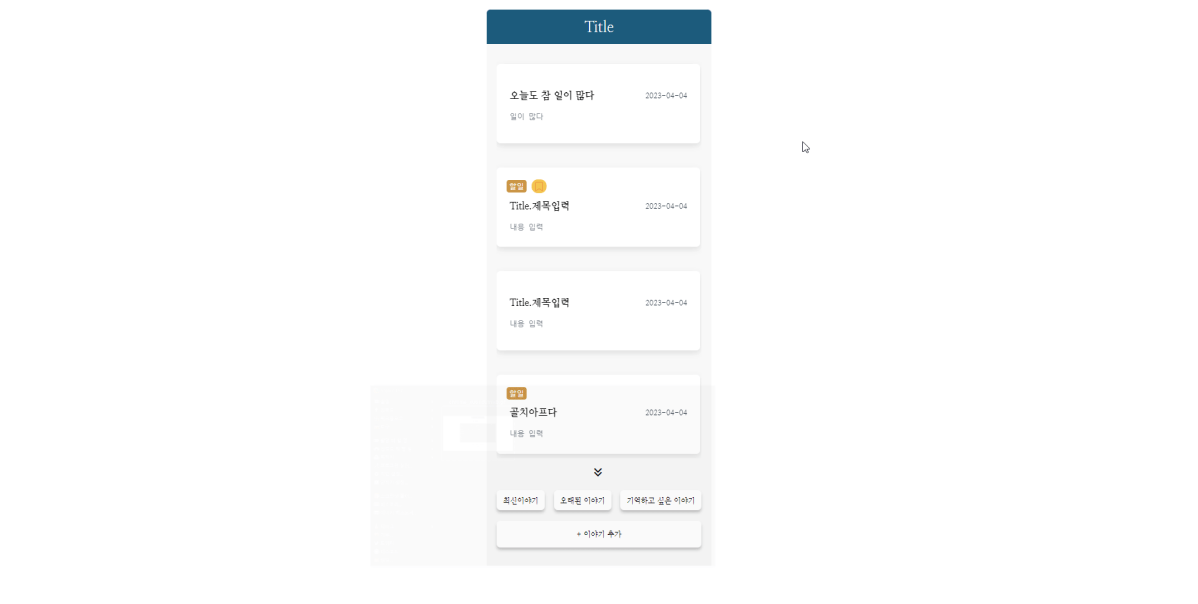 Title
오늘도 참 일이 많다 2023-04-04
일이 많다
할일
Title.제목입력 2023-04-04
내용 입력
Title.제목입력 2023-04-04
내용 입력
할일
골치아프다 2023-04-04
내용 입력
최신이야기 오래된 이야기 기억하고 싶은 이야기
+ 이야기 추가